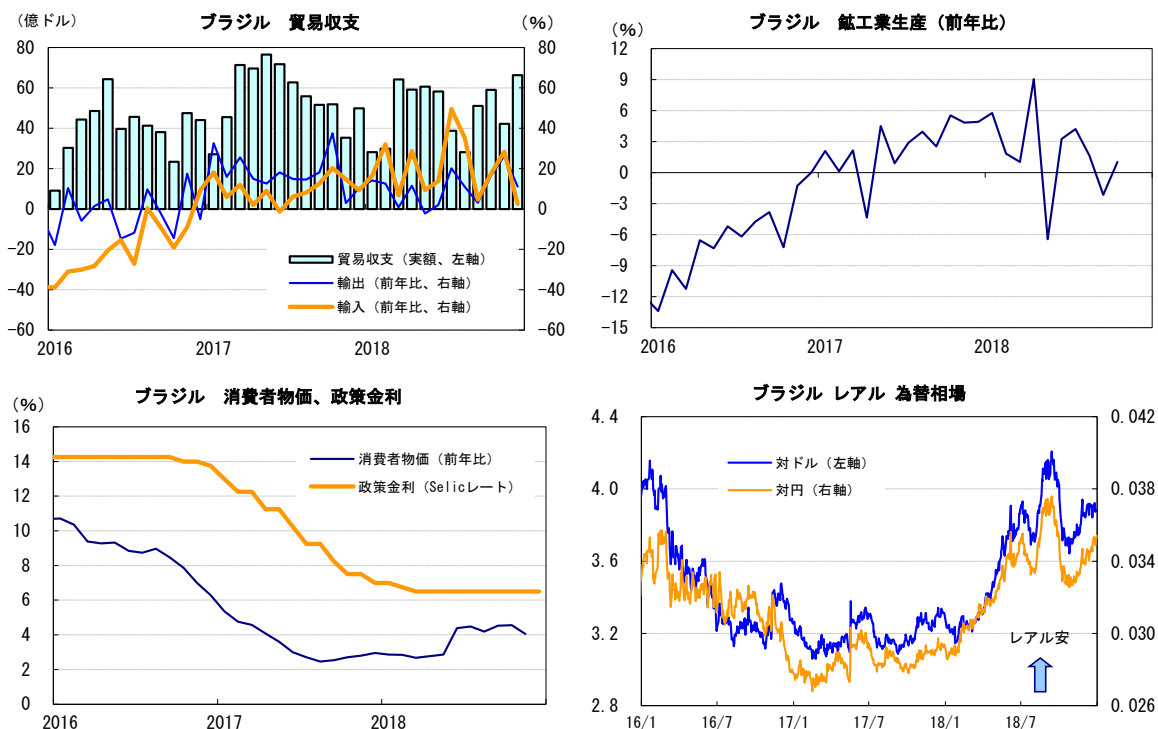 ブラジル　貿易収支
（億ドル）
（%）
80
60
40
20
0
−20
−40
−60
80
60
40
20
0
−20
−40
−60
貿易収支（実額、左軸）
輸出（前年比、右軸）
輸入（前年比、右軸）
2016 2017 2018
ブラジル　鉱工業生産（前年比）
（%）
12
9
6
3
0
−3
−6
−9
−12
−15
2016 2017 2018
ブラジル　消費者物価、政策金利
（%）
16
14
12
10
8
6
4
2
0
消費者物価（前年比）
政策金利（Selicレート）
2016 2017 2018
ブラジル レアル 為替相場
4.4
4.0
3.6
3.2
2.8
0.042
0.038
0.034
0.030
0.026
対ドル（左軸）
対円（右軸）
レアル安
16/1 16/7 17/1 17/7 18/1 18/7